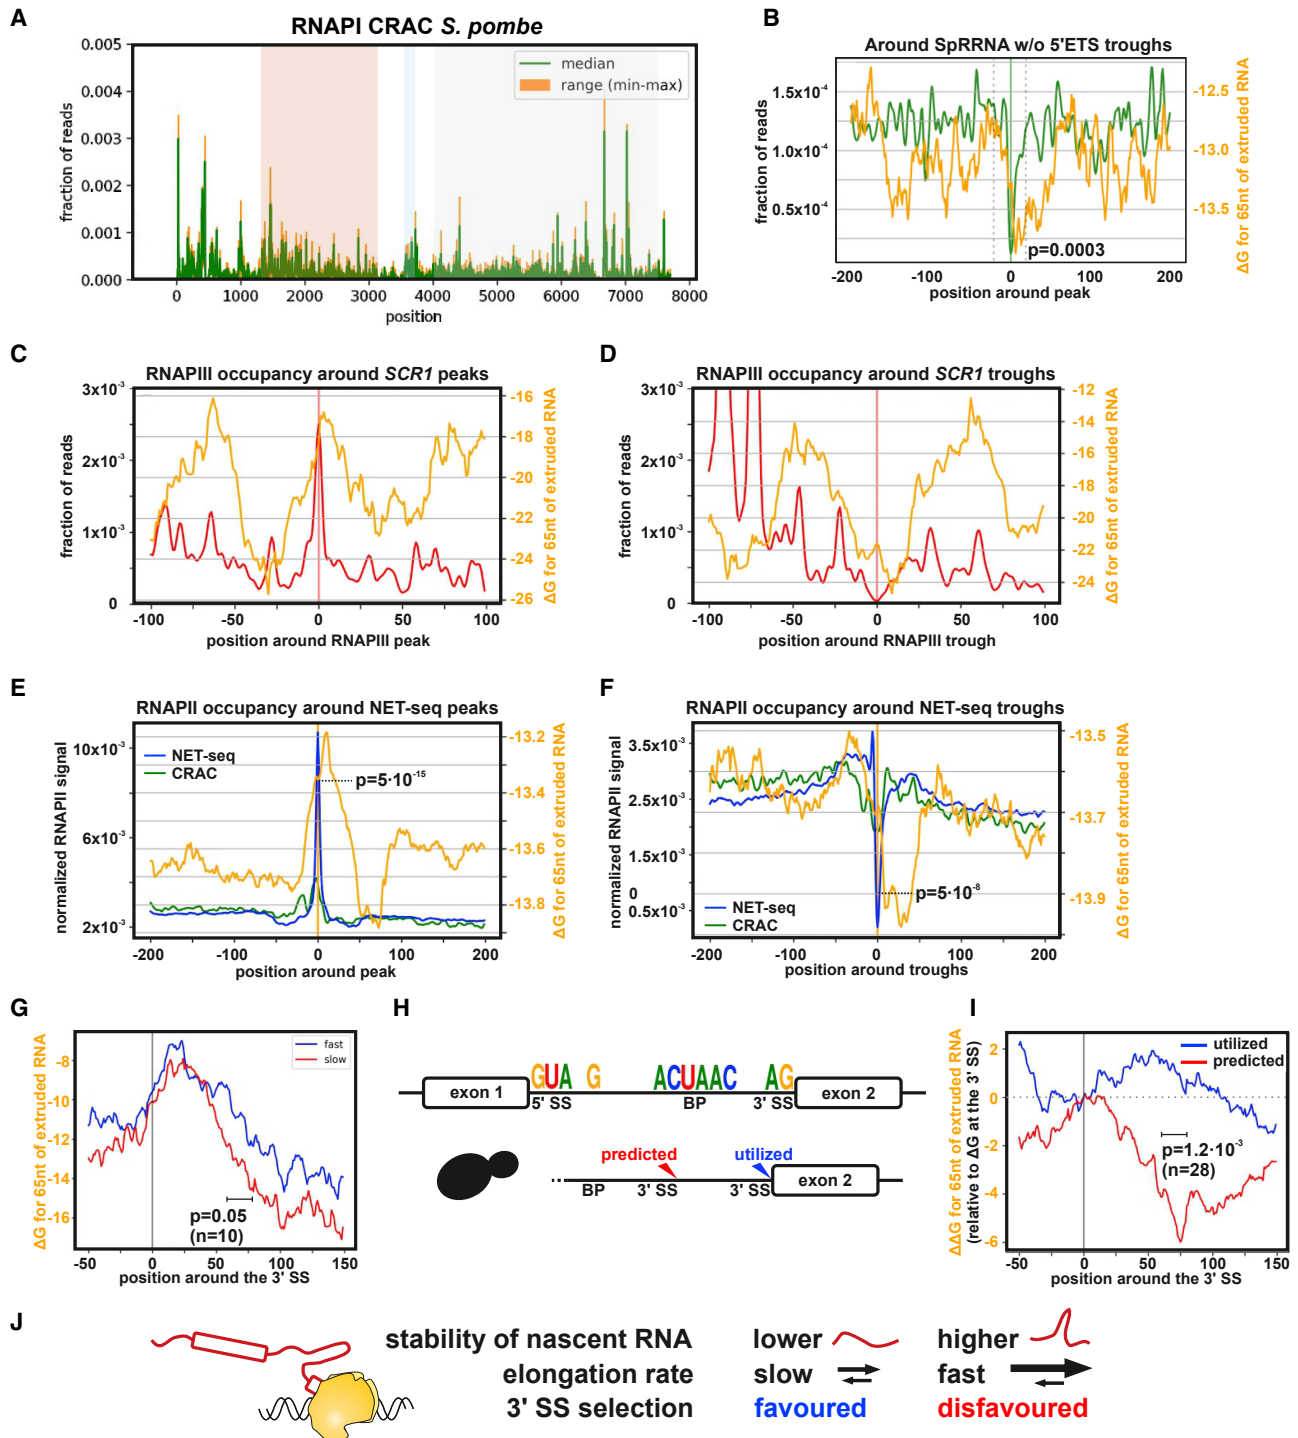 A
RNAPI CRAC S. pombe
0.005
0.004
0.003
0.002
0.001
0.000
fraction of reads
median
range (min-max)
0
1000
2000
3000
4000
5000
6000
7000
8000
position
B
Around SpRRNA w/o 5'ETS troughs
1.5x10⁻⁴
1.0x10⁻⁴
0.5x10⁻⁴
fraction of reads
-12.5
-13.0
-13.5
ΔG for 65nt of extruded RNA
p=0.0003
-200
-100
0
100
200
position around peak
C
RNAPIII occupancy around SCR1 peaks
3x10⁻³
2x10⁻³
1x10⁻³
0
fraction of reads
-16
-18
-20
-22
-24
-26
ΔG for 65nt of extruded RNA
-100
-50
0
50
100
position around RNAPIII peak
D
RNAPIII occupancy around SCR1 troughs
3x10⁻³
2x10⁻³
1x10⁻³
0
fraction of reads
-12
-14
-16
-18
-20
-22
-24
ΔG for 65nt of extruded RNA
-100
-50
0
50
100
position around RNAPIII trough
E
RNAPII occupancy around NET-seq peaks
10x10⁻³
6x10⁻³
2x10⁻³
normalized RNAPII signal
NET-seq
CRAC
p=5·10⁻¹⁵
-13.2
-13.4
-13.6
-13.8
ΔG for 65nt of extruded RNA
-200
-100
0
100
200
position around peak
F
RNAPII occupancy around NET-seq troughs
3.5x10⁻³
2.5x10⁻³
1.5x10⁻³
0
0.5x10⁻³
normalized RNAPII signal
NET-seq
CRAC
p=5·10⁻⁸
-13.5
-13.7
-13.9
ΔG for 65nt of extruded RNA
-200
-100
0
100
200
position around troughs
G
-8
-10
-12
-14
-16
ΔG for 65nt of extruded RNA
fast
slow
p=0.05
(n=10)
-50
0
50
100
150
position around the 3' SS
H
exon 1
GUA G
ACUAAC
AG
exon 2
5' SS
BP
3' SS
predicted
utilized
BP
3' SS
3' SS
exon 2
I
2
0
-2
-4
-6
ΔΔG for 65nt of extruded RNA
(relative to ΔG at the 3' SS)
utilized
predicted
p=1.2·10⁻³
(n=28)
-50
0
50
100
150
position around the 3' SS
J
stability of nascent RNA lower higher
elongation rate slow fast
3' SS selection favoured disfavoured